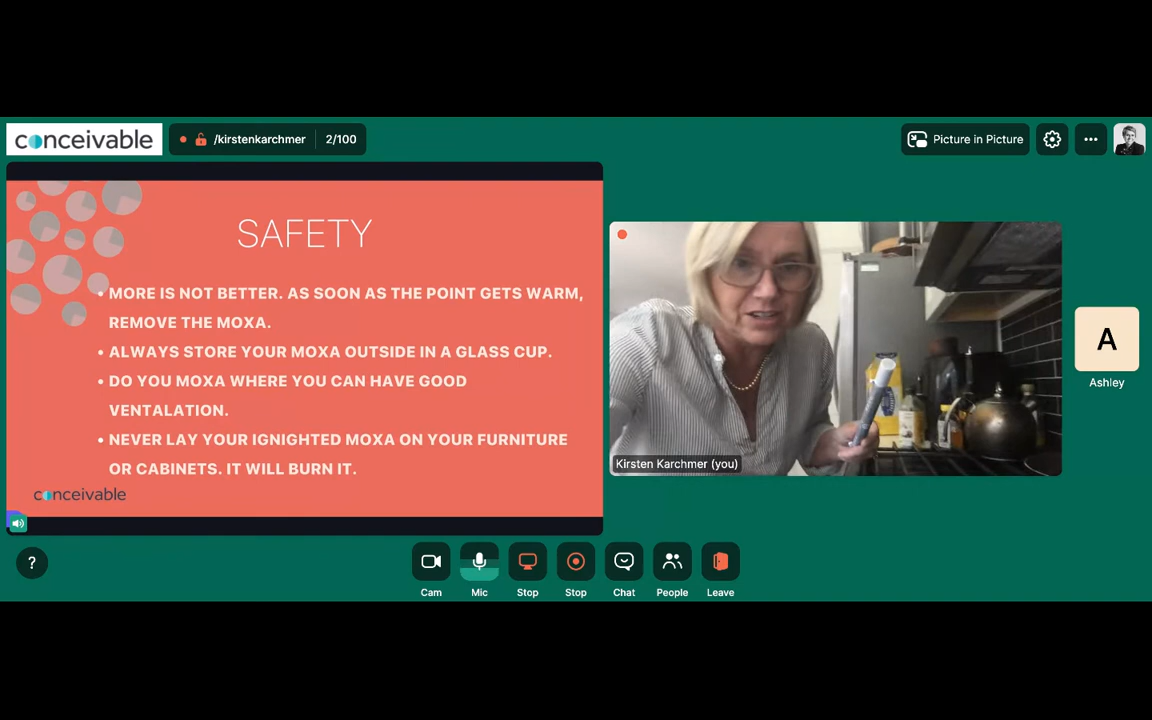 conceivable
/kirstenkarchmer
2/100
Picture in Picture
SAFETY
• MORE IS NOT BETTER. AS SOON AS THE POINT GETS WARM,
REMOVE THE MOXA.
• ALWAYS STORE YOUR MOXA OUTSIDE IN A GLASS CUP.
• DO YOU MOXA WHERE YOU CAN HAVE GOOD
VENTALATION.
• NEVER LAY YOUR IGNIGHTED MOXA ON YOUR FURNITURE
OR CABINETS. IT WILL BURN IT.
conceivable
Kirsten Karchmer (you)
A
Ashley
?
Cam
Mic
Stop
Stop
Chat
People
Leave